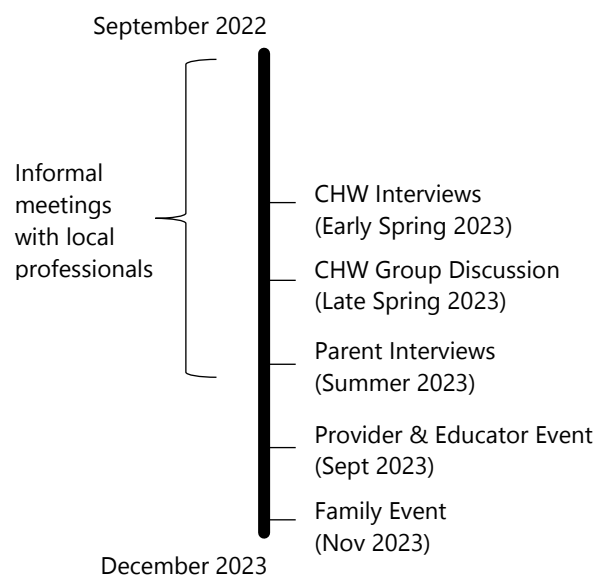 September 2022
Informal
meetings
with local
professionals
CHW Interviews
(Early Spring 2023)
CHW Group Discussion
(Late Spring 2023)
Parent Interviews
(Summer 2023)
Provider & Educator Event
(Sept 2023)
Family Event
(Nov 2023)
December 2023